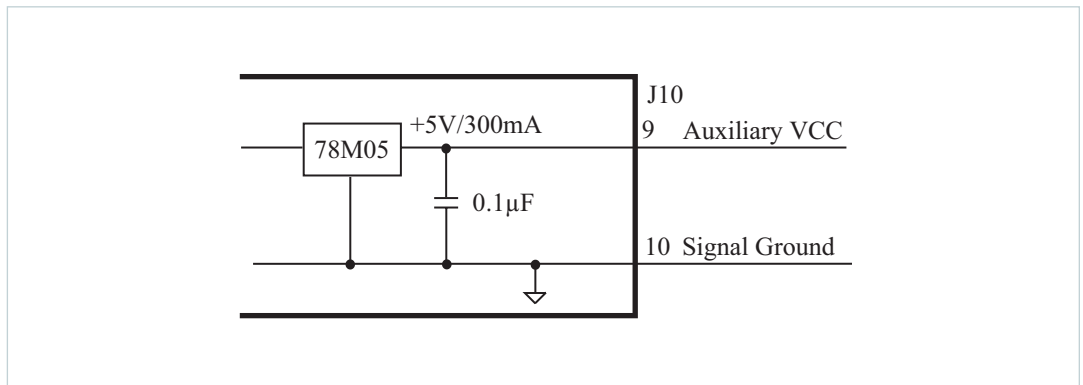 J10
+5V/300mA
9 Auxiliary VCC
78M05
0.1µF
10 Signal Ground